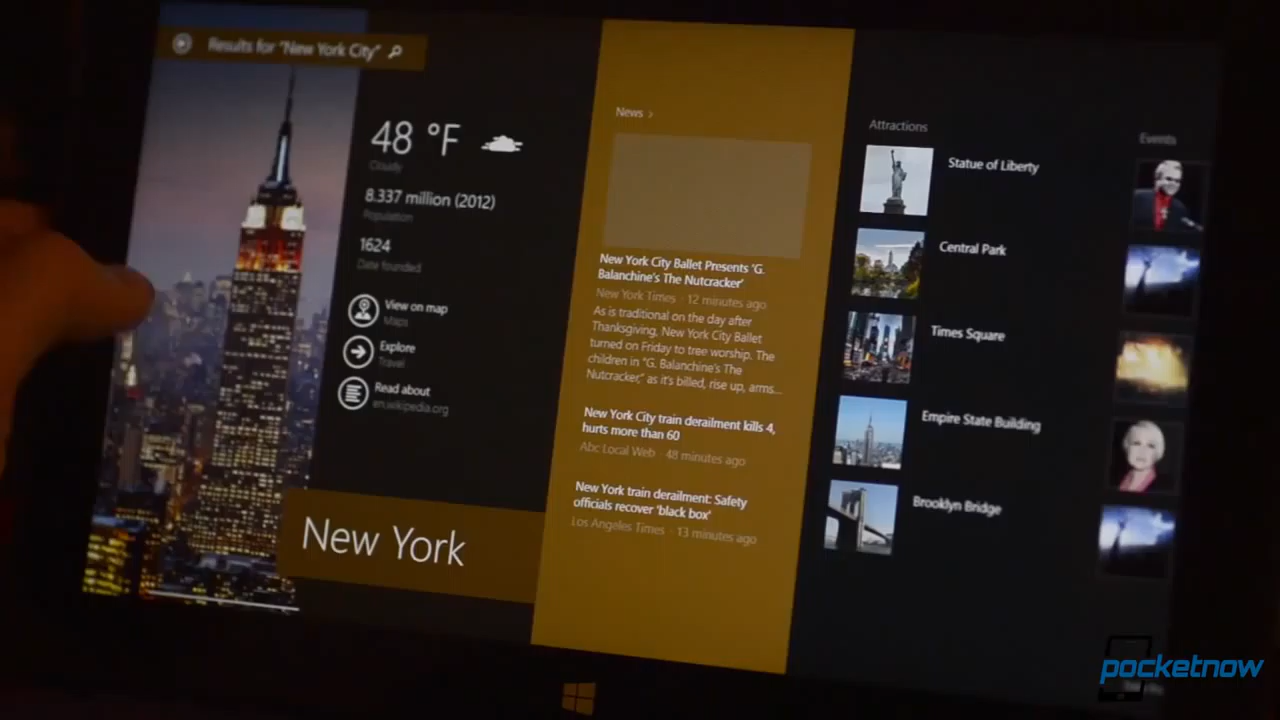 Results for "New York City"
48 °F
Cloudy
8.337 million (2012)
Population
1624
Date founded
View on map
Maps
Explore
Travel
Read about
en.wikipedia.org
New York
News >
New York City Ballet Presents 'G.
Balanchine's The Nutcracker'
New York Times · 12 minutes ago
As is traditional on the day after
Thanksgiving, New York City Ballet
turned on Friday to tree worship. The
children in "G. Balanchine's The
Nutcracker," as it's billed, rise up, arms...
New York City train derailment kills 4,
hurts more than 60
Abc Local Web · 48 minutes ago
New York train derailment: Safety
officials recover 'black box'
Los Angeles Times · 13 minutes ago
Attractions
Statue of Liberty
Central Park
Times Square
Empire State Building
Brooklyn Bridge
Events
pocketnow